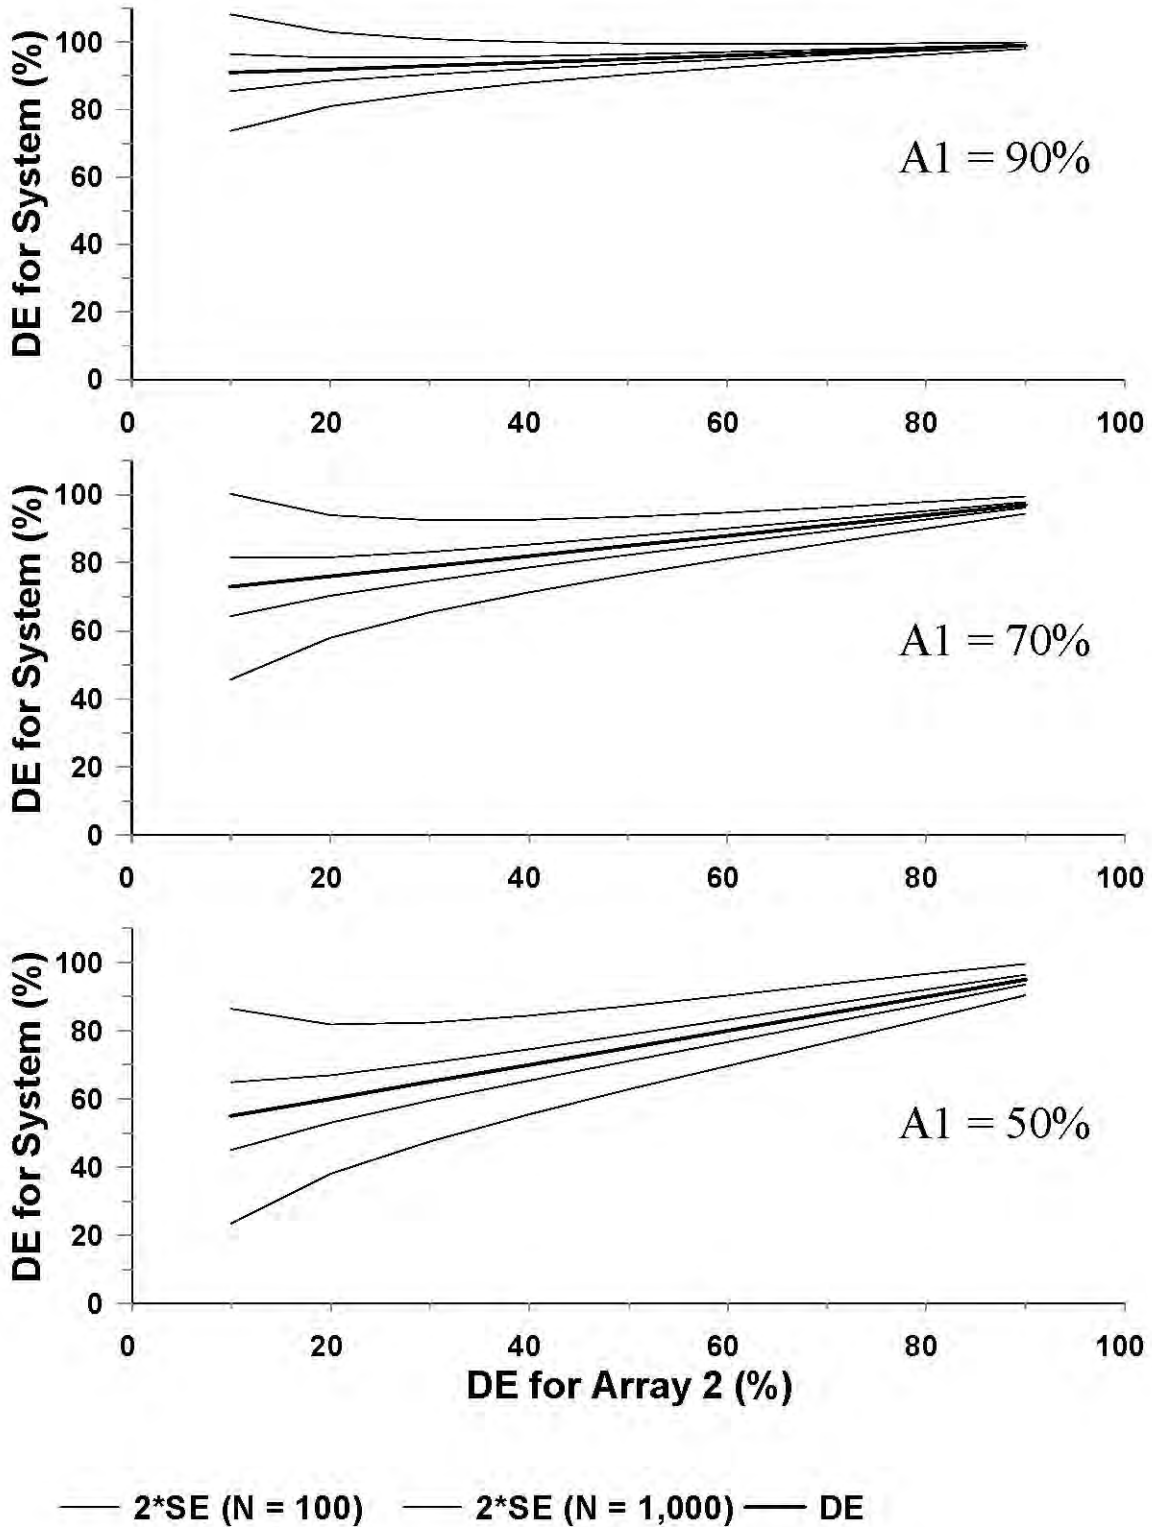 DE for System (%)
100
80
60
40
20
0
A1 = 90%
0 20 40 60 80 100
DE for System (%)
100
80
60
40
20
0
A1 = 70%
0 20 40 60 80 100
DE for System (%)
100
80
60
40
20
0
A1 = 50%
0 20 40 60 80 100
DE for Array 2 (%)
2*SE (N = 100) 2*SE (N = 1,000) DE